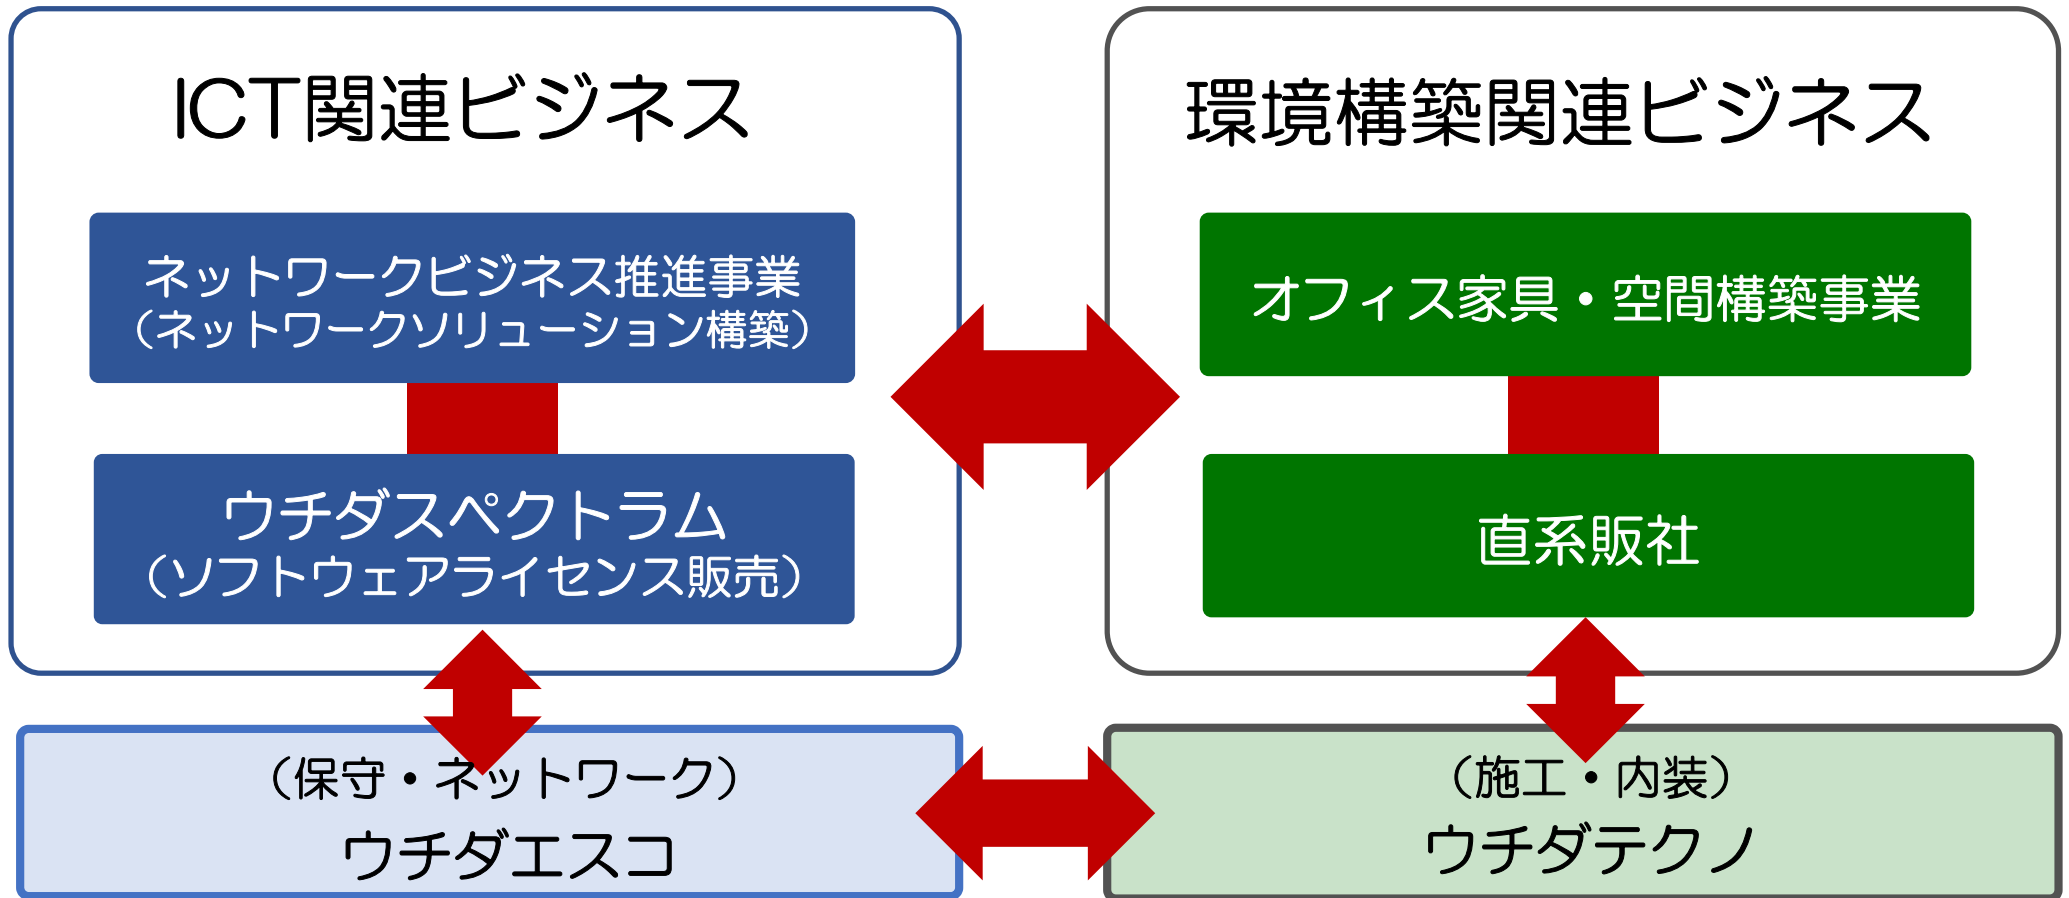 ICT関連ビジネス
ネットワークビジネス推進事業
（ネットワークソリューション構築）
ウチダスペクトラム
（ソフトウェアライセンス販売）
環境構築関連ビジネス
オフィス家具・空間構築事業
直系販社
（保守・ネットワーク）
ウチダエスコ
（施工・内装）
ウチダテクノ